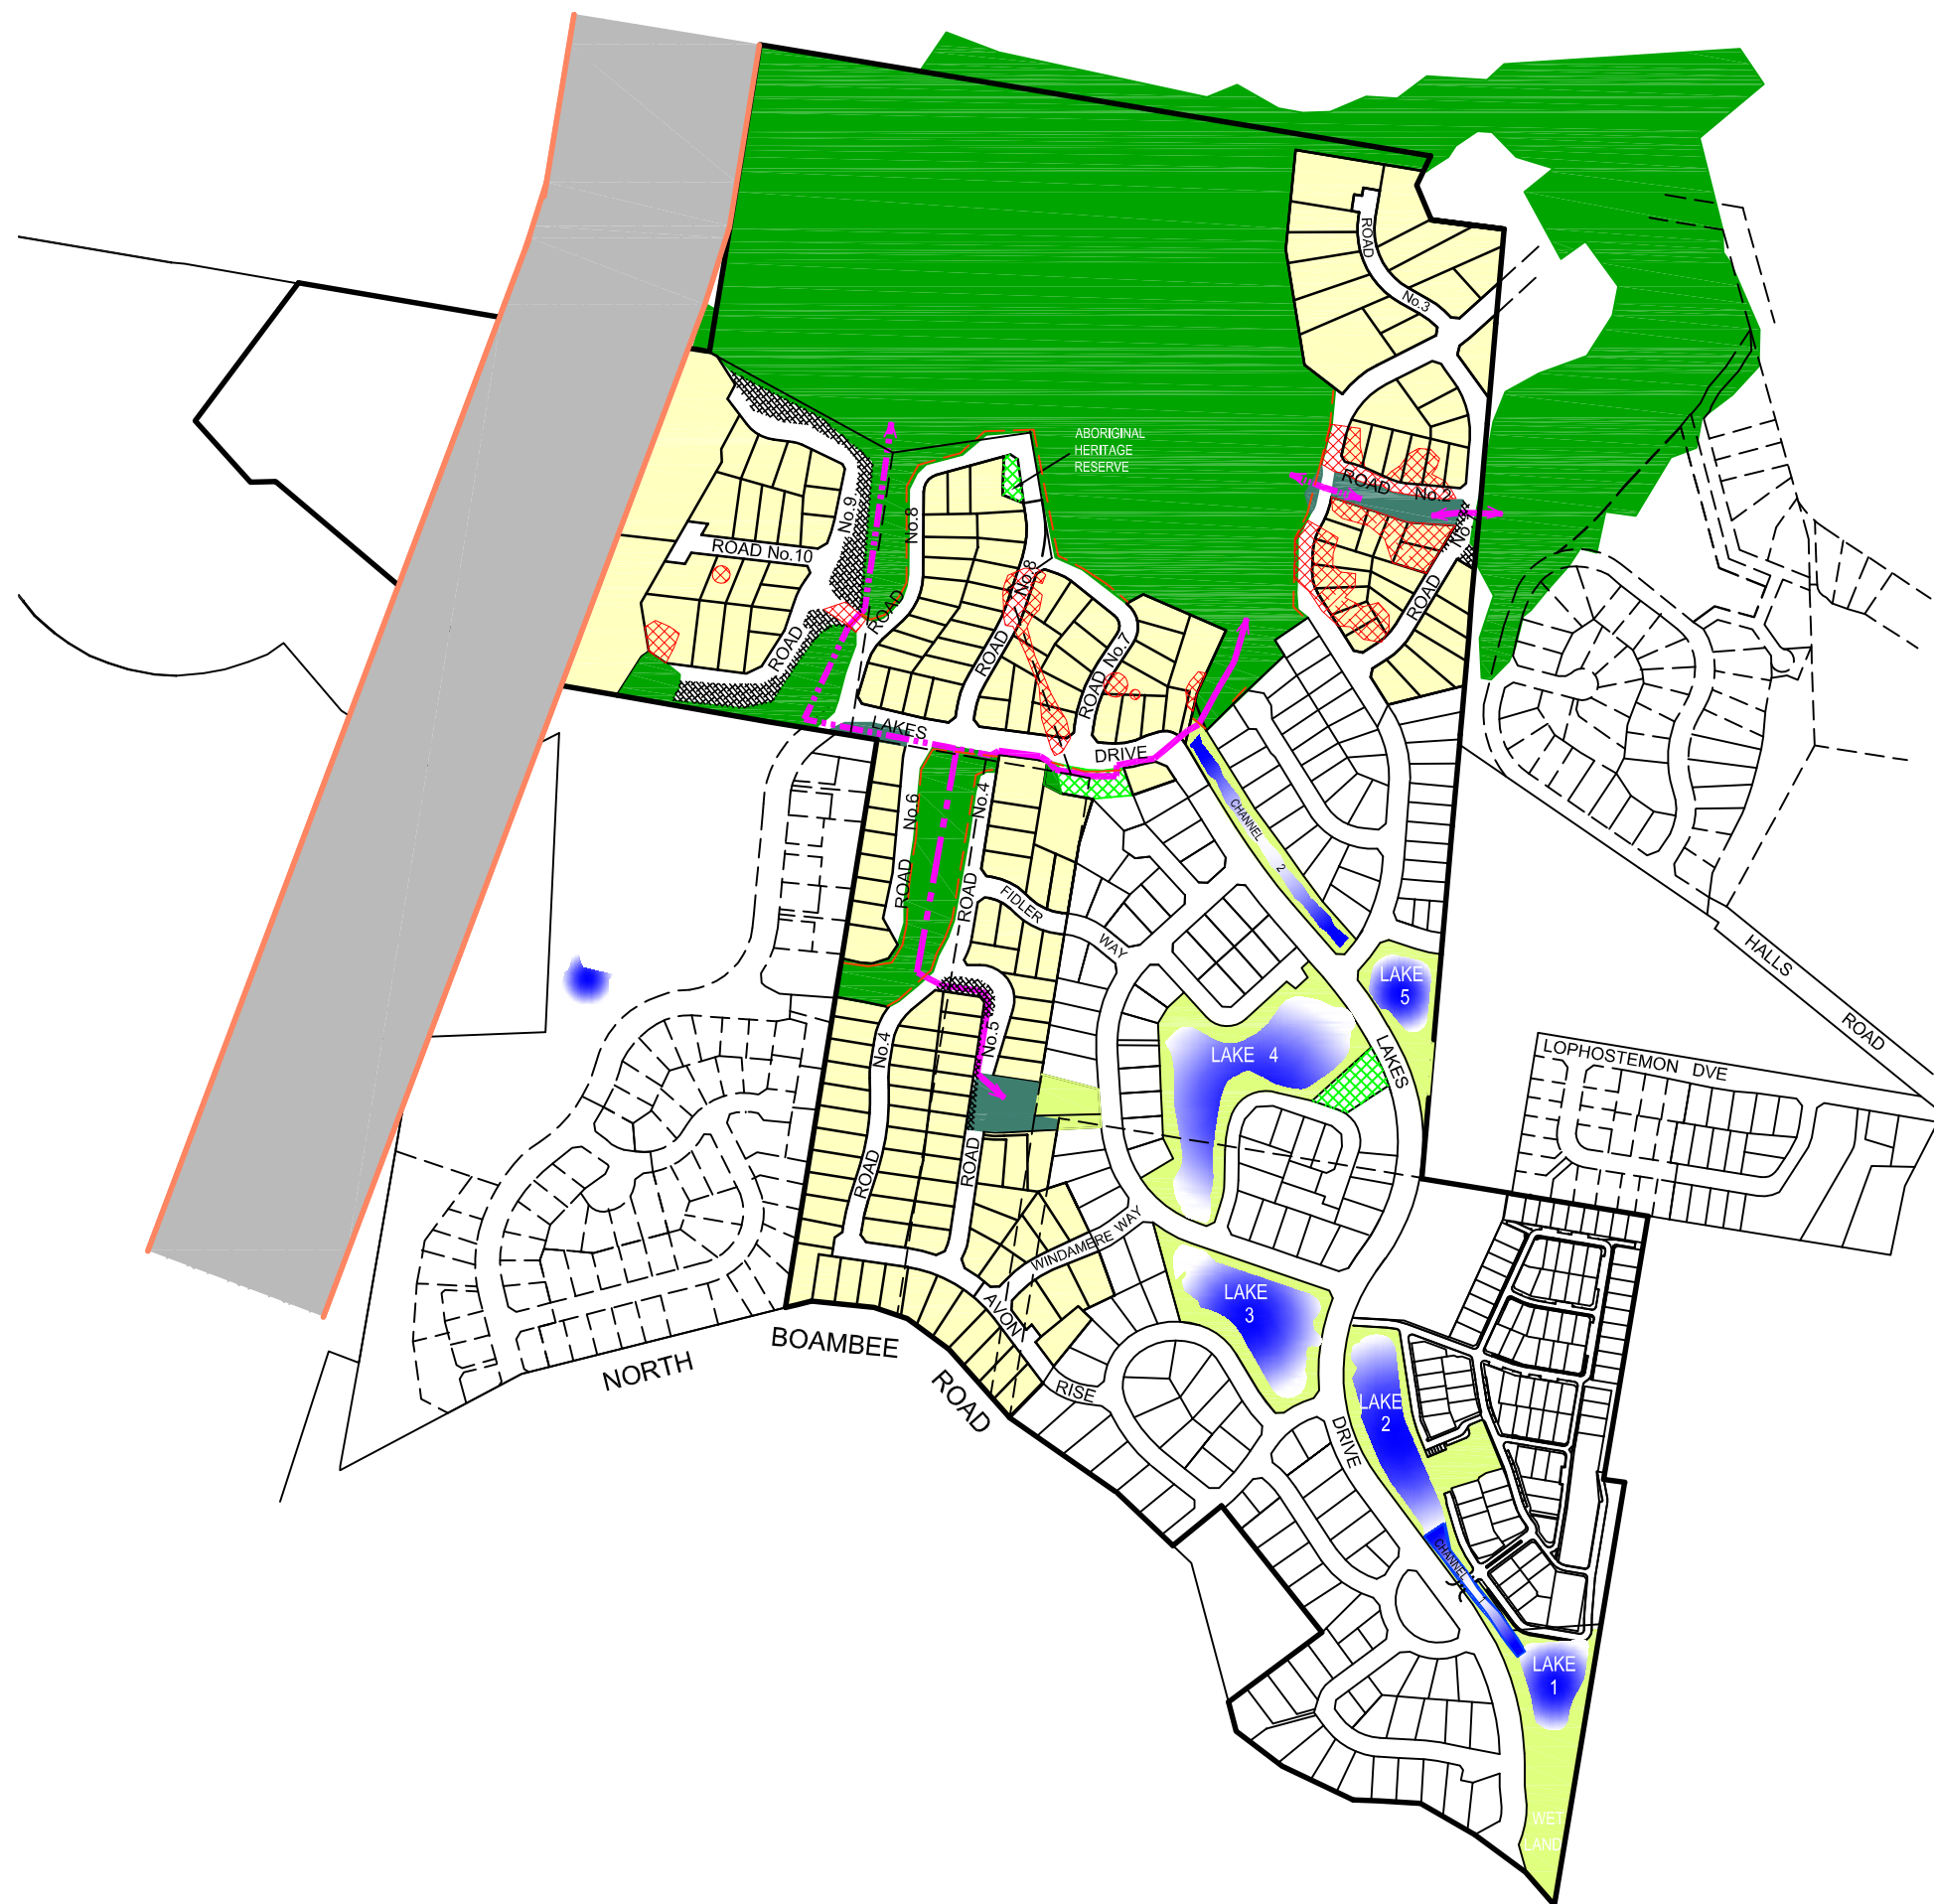 ROAD
No.3
ABORIGINAL
HERITAGE
RESERVE
ROAD
No.2
No.1
ROAD
No.9
ROAD No.10
ROAD
No.8
ROAD
No.8
ROAD
ROAD No.7
LAKES
DRIVE
No.6
ROAD
No.4
ROAD
FIDLER
WAY
CHANNEL
2
LAKE
5
HALLS
ROAD
LAKE 4
LAKES
LOPHOSTEMON DVE
No.4
ROAD
No.5
ROAD
WINDAMERE WAY
AVON
RISE
LAKE
3
NORTH
BOAMBEE
ROAD
LAKE
2
DRIVE
CHANNEL
LAKE
1
WET
LAND